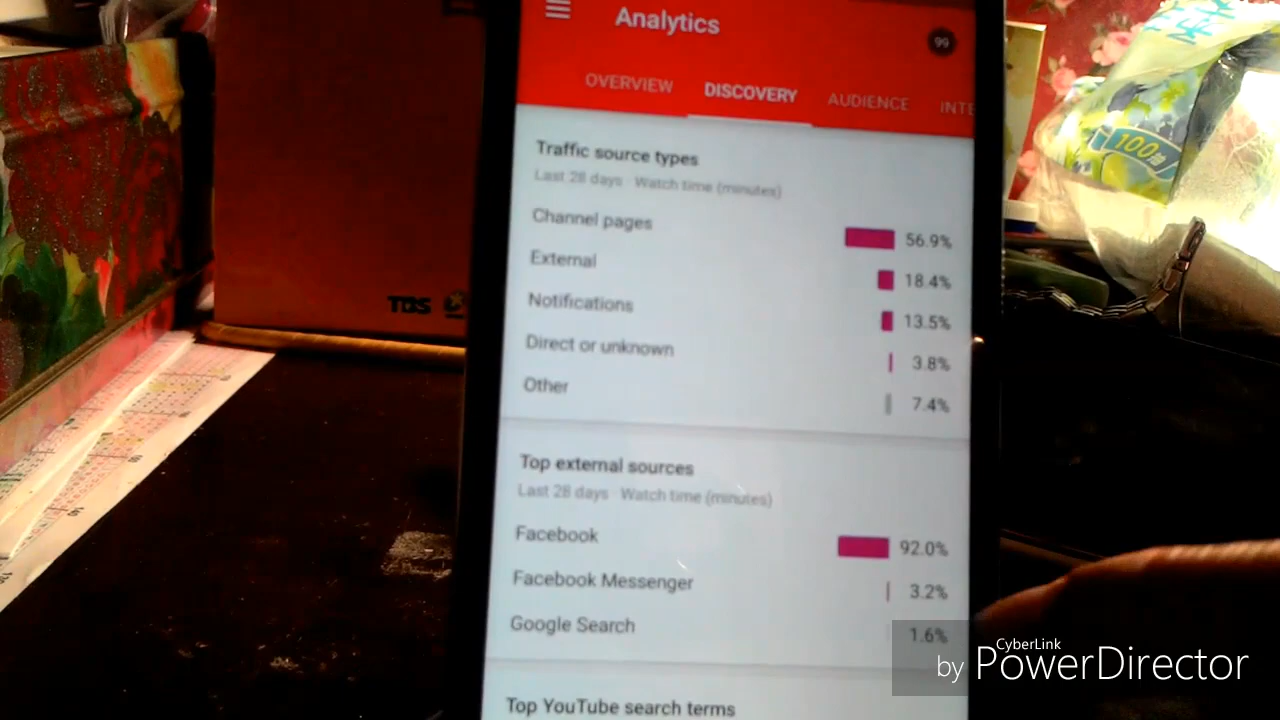 Analytics
99
OVERVIEW DISCOVERY AUDIENCE INTE
Traffic source types
Last 28 days · Watch time (minutes)
Channel pages 56.9%
External 18.4%
Notifications 13.5%
Direct or unknown 3.8%
Other 7.4%
Top external sources
Last 28 days · Watch time (minutes)
Facebook 92.0%
Facebook Messenger 3.2%
Google Search 1.6%
Top YouTube search terms
TBS
100
CyberLink
by PowerDirector